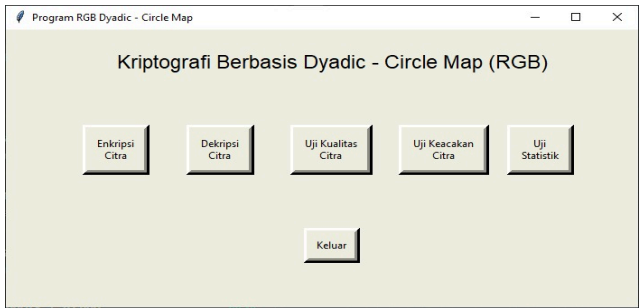 Program RGB Dyadic - Circle Map
Kriptografi Berbasis Dyadic - Circle Map (RGB)
Enkripsi
Citra
Dekripsi
Citra
Uji Kualitas
Citra
Uji Keacakan
Citra
Uji
Statistik
Keluar